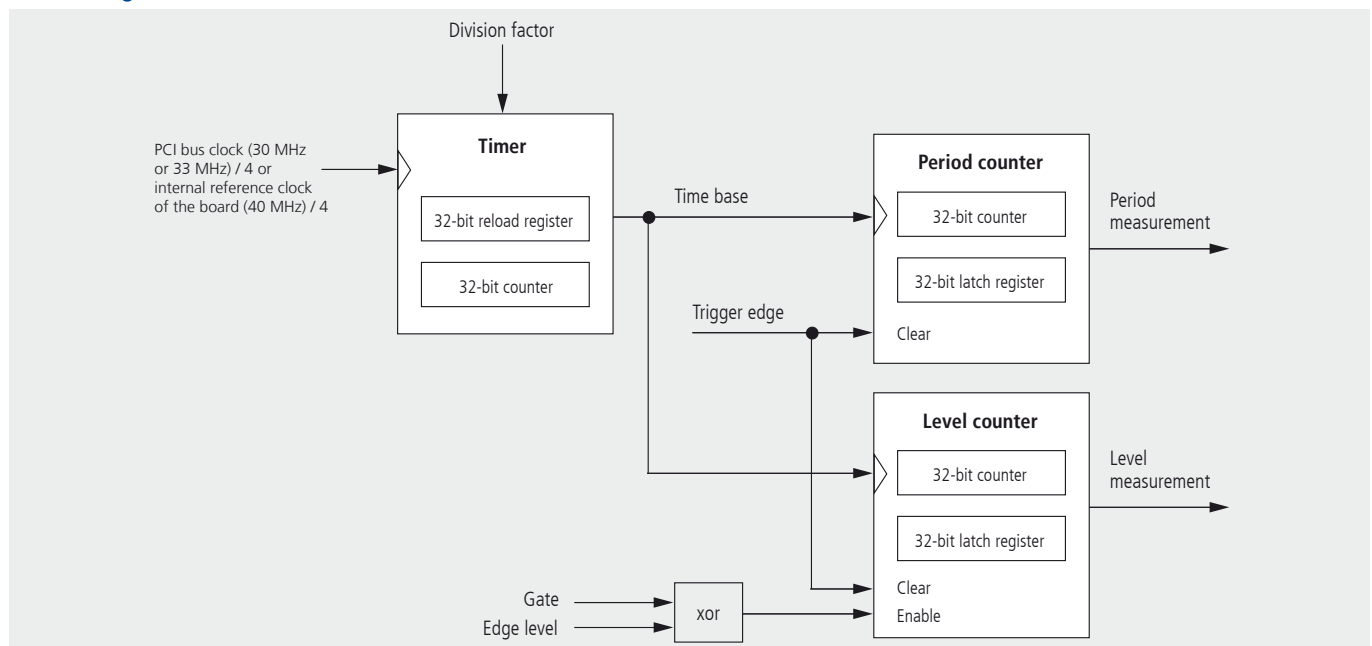 Division factor
PCI bus clock (30 MHz
or 33 MHz) / 4 or
internal reference clock
of the board (40 MHz) / 4
Timer
32-bit reload register
32-bit counter
Time base
Trigger edge
Period counter
32-bit counter
32-bit latch register
Clear
Period
measurement
Level counter
32-bit counter
32-bit latch register
Clear
Enable
Level
measurement
Gate
Edge level
xor